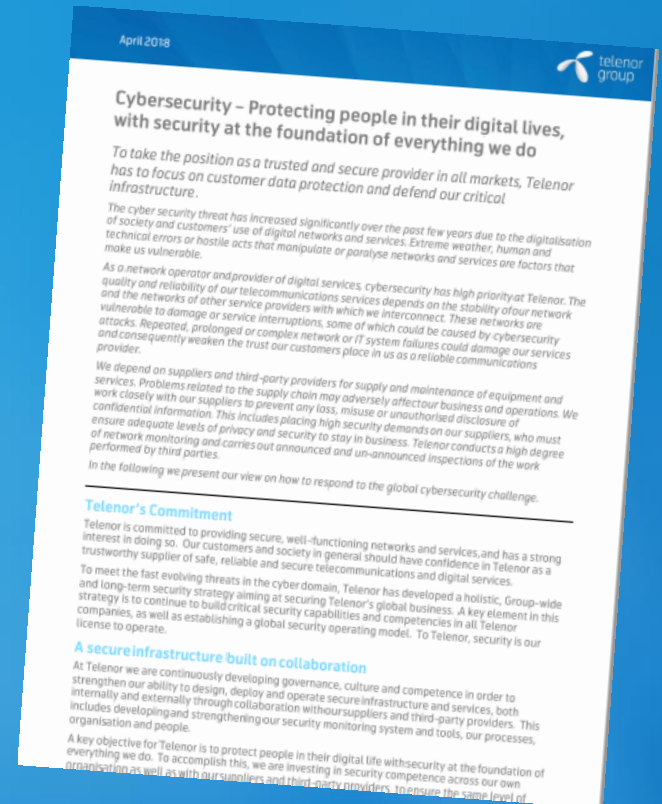 April 2018
telenor
group
Cybersecurity – Protecting people in their digital lives,
with security at the foundation of everything we do
To take the position as a trusted and secure provider in all markets, Telenor
has to focus on customer data protection and defend our critical
infrastructure.
The cyber security threat has increased significantly over the past few years due to the digitalisation
of society and customers' use of digital networks and services. Extreme weather, human and
technical errors or hostile acts that manipulate or paralyse networks and services are factors that
make us vulnerable.
As a network operator and provider of digital services, cybersecurity has high priority at Telenor. The
quality and reliability of our telecommunications services depends on the stability of our network
and the networks of other service providers with which we interconnect. These networks are
vulnerable to damage or service interruptions, some of which could be caused by cybersecurity
attacks. Repeated, prolonged or complex network or IT system failures could damage our services
and consequently weaken the trust our customers place in us as a reliable communications
provider.
We depend on suppliers and third-party providers for supply and maintenance of equipment and
services. Problems related to the supply chain may adversely affect our business and operations. We
work closely with our suppliers to prevent any loss, misuse or unauthorised disclosure of
confidential information. This includes placing high security demands on our suppliers, who must
ensure adequate levels of privacy and security to stay in business. Telenor conducts a high degree
of network monitoring and carries out announced and un-announced inspections of the work
performed by third parties.
In the following we present our view on how to respond to the global cybersecurity challenge.
Telenor's Commitment
Telenor is committed to providing secure, well-functioning networks and services, and has a strong
interest in doing so. Our customers and society in general should have confidence in Telenor as a
trustworthy supplier of safe, reliable and secure telecommunications and digital services.
To meet the fast evolving threats in the cyber domain, Telenor has developed a holistic, Group-wide
and long-term security strategy aiming at securing Telenor's global business. A key element in this
strategy is to continue to build critical security capabilities and competencies in all Telenor
companies, as well as establishing a global security operating model. To Telenor, security is our
license to operate.
A secure infrastructure built on collaboration
At Telenor we are continuously developing governance, culture and competence in order to
strengthen our ability to design, deploy and operate secure infrastructure and services, both
internally and externally through collaboration with our suppliers and third-party providers. This
includes developing and strengthening our security monitoring system and tools, our processes,
organisation and people.
A key objective for Telenor is to protect people in their digital life with security at the foundation of
everything we do. To accomplish this, we are investing in security competence across our own
organisation as well as with our suppliers and third-party providers, to ensure the same level of